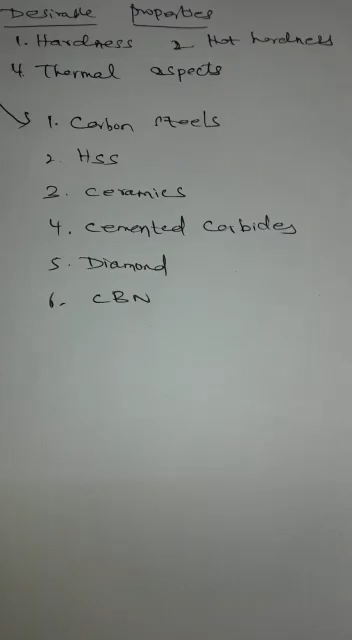 Desirable properties
1. Hardness 2 Hot hardness
4. Thermal aspects
1. Carbon steels
2. HSS
3. Ceramics
4. Cemented Carbides
5. Diamond
6. CBN